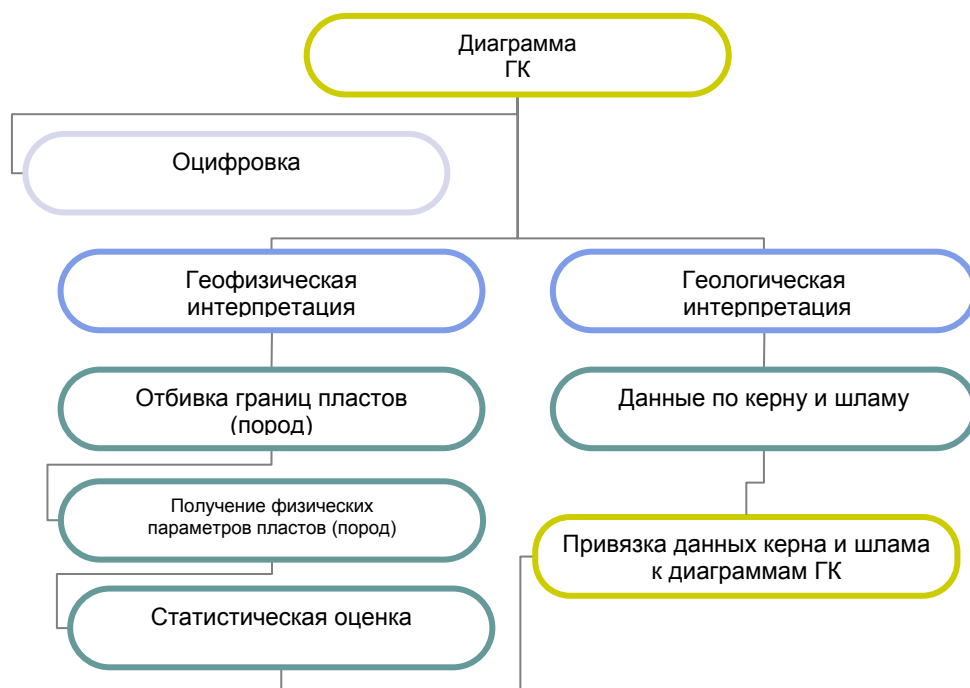 Диаграмма
ГК
Оцифровка
Геофизическая
интерпретация
Геологическая
интерпретация
Отбивка границ пластов
(пород)
Данные по керну и шламу
Получение физических
параметров пластов (пород)
Привязка данных керна и шлама
к диаграммам ГК
Статистическая оценка